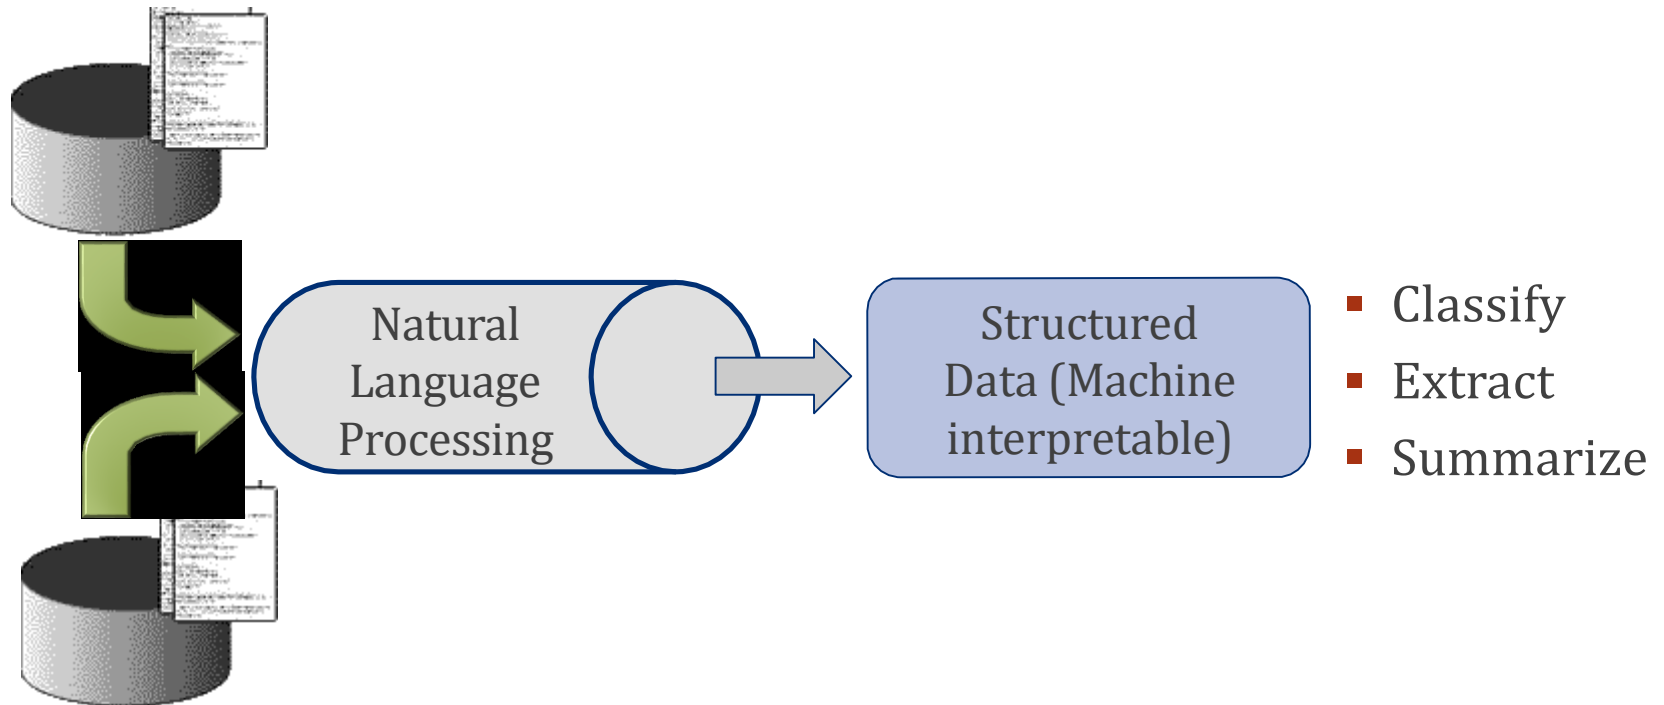 Natural
Language
Processing
Structured
Data (Machine
interpretable)
Classify
Extract
Summarize